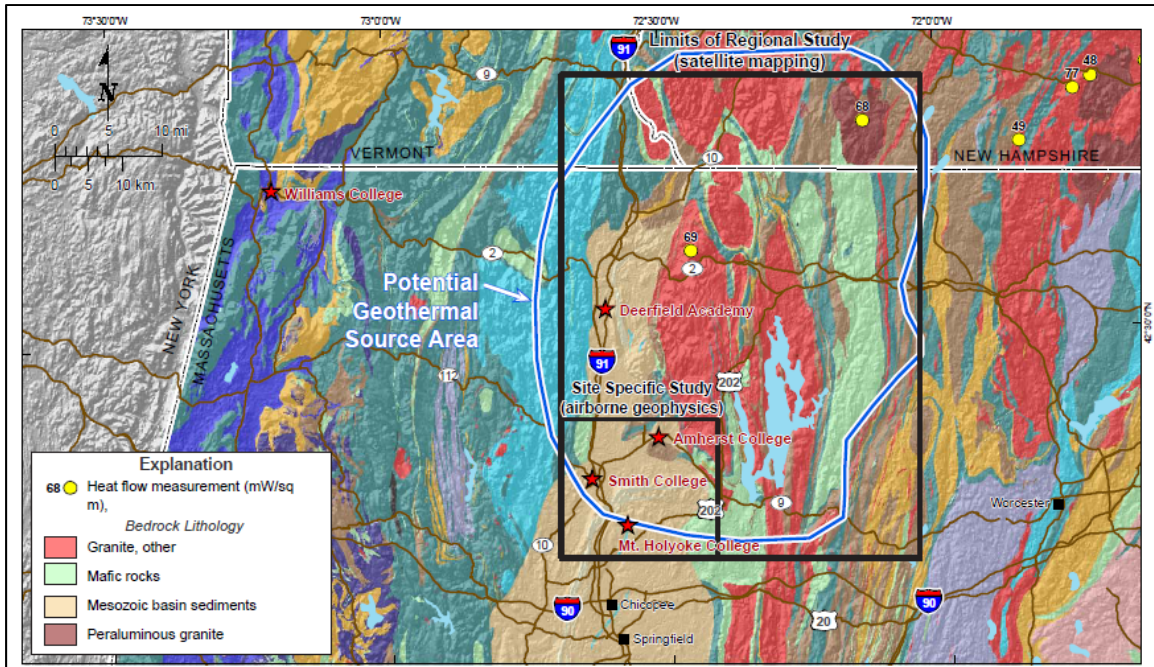 73°30'0"W
73°0'0"W
72°30'0"W
72°0'0"W
91
Limits of Regional Study
(satellite mapping)
48
77
N
9
68
49
0 5 10 mi
0 5 10 km
VERMONT
10
NEW HAMPSHIRE
Williams College
69
2
2
NEW YORK
MASSACHUSETTS
Potential
Geothermal
Source Area
Deerfield Academy
42°30'0"N
91
112
202
Site Specific Study
(airborne geophysics)
Amherst College
Smith College
202
9
Worcester
10
Mt. Holyoke College
90
Chicopee
90
20
Springfield
Explanation
68 Heat flow measurement (mW/sq
m),
Bedrock Lithology
Granite, other
Mafic rocks
Mesozoic basin sediments
Peraluminous granite